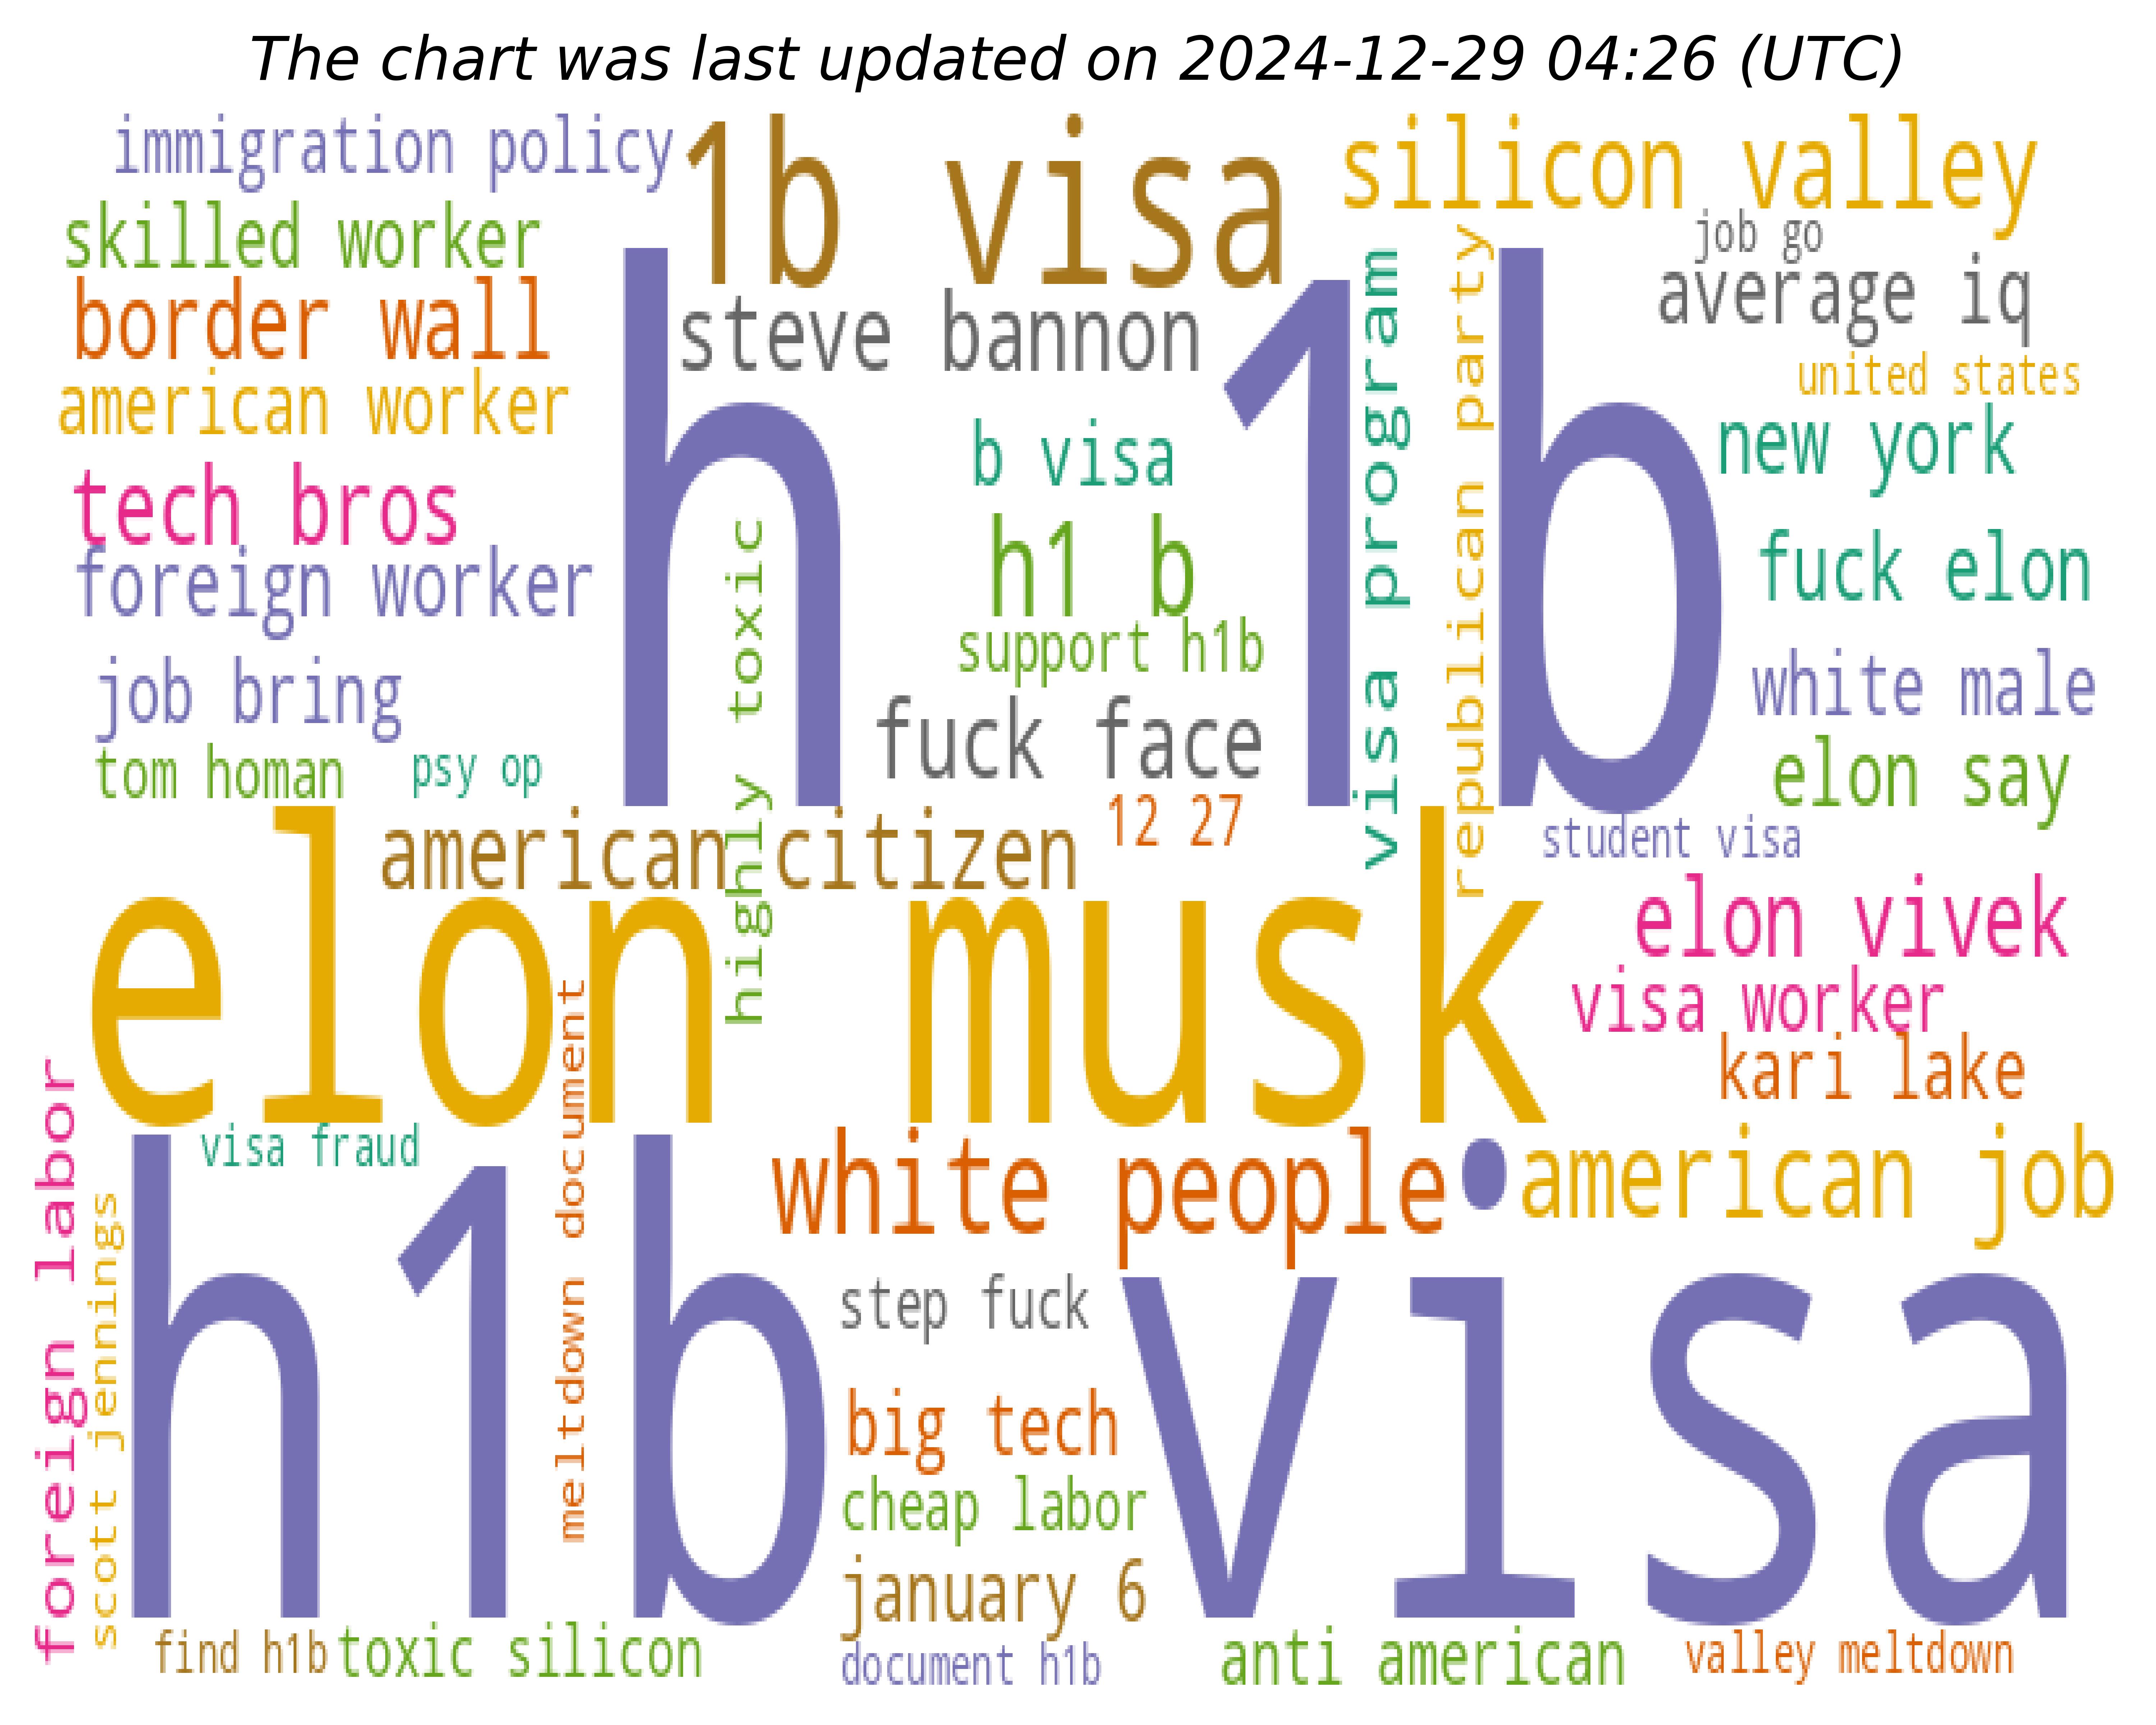 The chart was last updated on 2024-12-29 04:26 (UTC)
immigration policy
1b visa
silicon valley
skilled worker
job go
border wall
h 1b
steve bannon
average iq
american worker
b visa
visa program
republican party
united states
new york
tech bros
h1 b
fuck elon
foreign worker
highly toxic
support h1b
white male
job bring
fuck face
elon say
tom homan
psy op
12 27
american citizen
student visa
elon musk
elon vivek
visa worker
kari lake
meltdown document
foreign labor
visa fraud
white people
american job
scott jennings
h1b visa
step fuck
big tech
cheap labor
january 6
find h1b
toxic silicon
document h1b
anti american
valley meltdown